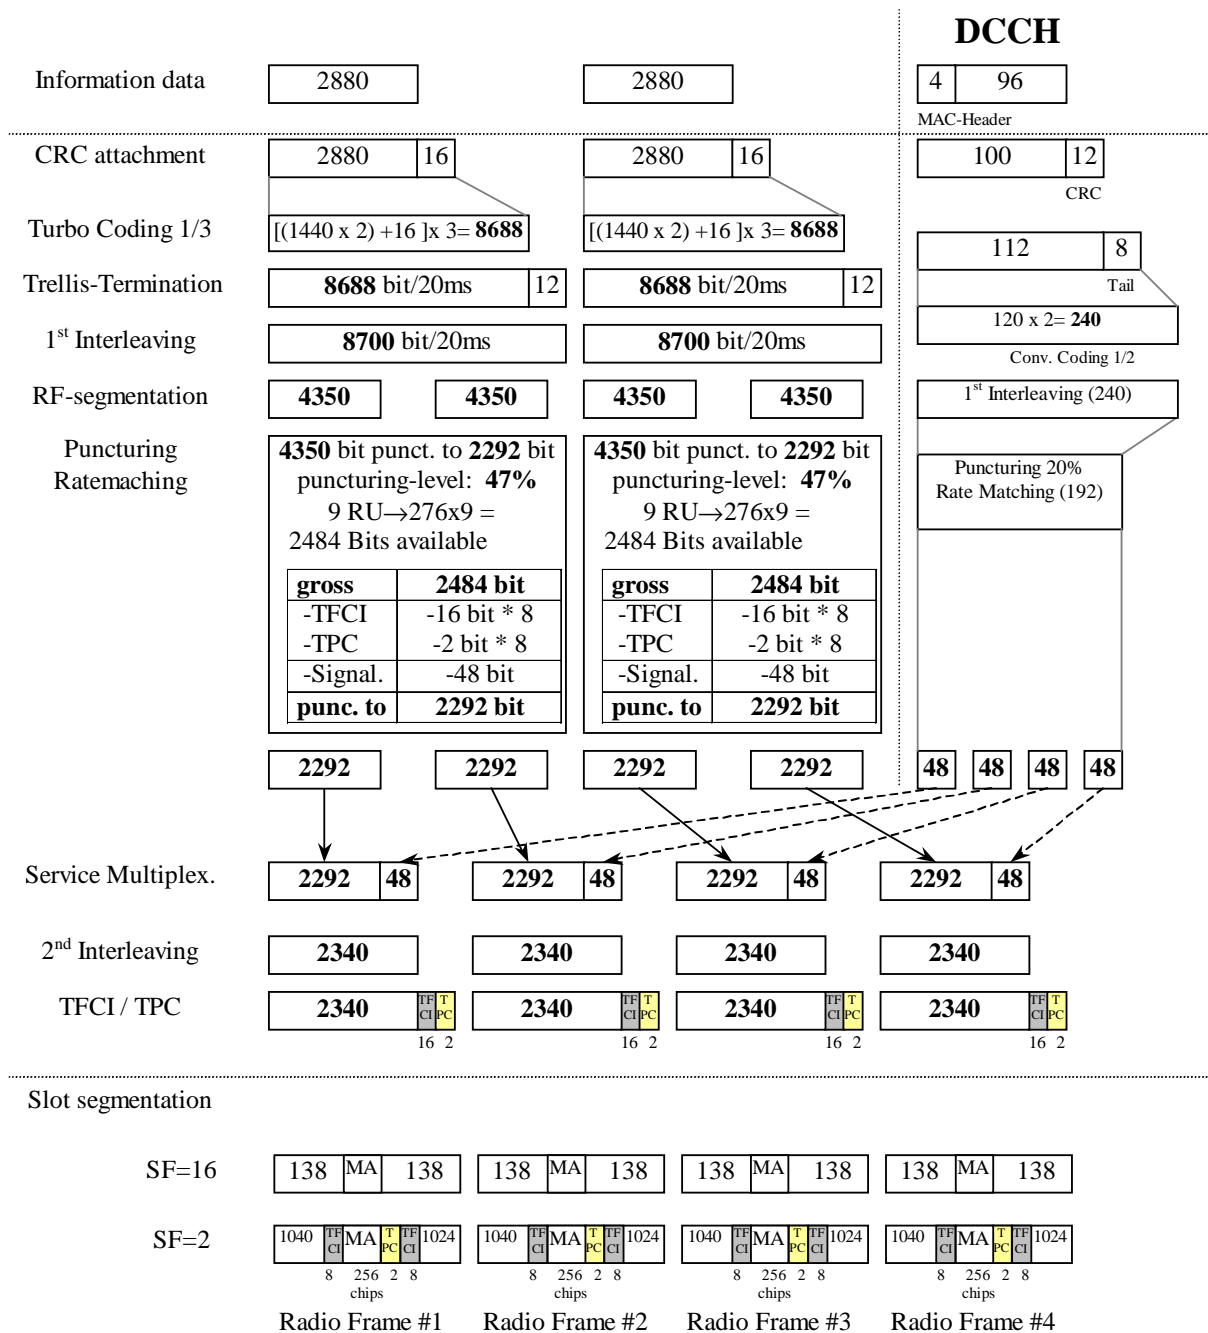 DCCH
Information data 2880 2880 4 96
MAC-Header
CRC attachment 2880 16 2880 16 100 12
CRC
Turbo Coding 1/3 [(1440 x 2) +16 ]x 3= 8688 [(1440 x 2) +16 ]x 3= 8688
112 8
Trellis-Termination 8688 bit/20ms 12 8688 bit/20ms 12
Tail
120 x 2= 240
1st Interleaving 8700 bit/20ms 8700 bit/20ms
Conv. Coding 1/2
RF-segmentation 4350 4350 4350 4350 1st Interleaving (240)
Puncturing 4350 bit punct. to 2292 bit 4350 bit punct. to 2292 bit
Ratemaching puncturing-level: 47% puncturing-level: 47%
Puncturing 20%
Rate Matching (192)
9 RU→276x9 = 9 RU→276x9 =
2484 Bits available 2484 Bits available
gross 2484 bit gross 2484 bit
-TFCI -16 bit * 8 -TFCI -16 bit * 8
-TPC -2 bit * 8 -TPC -2 bit * 8
-Signal. -48 bit -Signal. -48 bit
punc. to 2292 bit punc. to 2292 bit
2292 2292 2292 2292 48 48 48 48
Service Multiplex. 2292 48 2292 48 2292 48 2292 48
2nd Interleaving 2340 2340 2340 2340
TFCI / TPC 2340 TF CI T PC 2340 TF CI T PC 2340 TF CI T PC 2340 TF CI T PC
16 2 16 2 16 2 16 2
Slot segmentation
SF=16 138 MA 138 138 MA 138 138 MA 138 138 MA 138
SF=2 1040 TF CI MA T PC TF CI 1024 1040 TF CI MA T PC TF CI 1024 1040 TF CI MA T PC TF CI 1024 1040 TF CI MA T PC TF CI 1024
8 256 2 8 8 256 2 8 8 256 2 8 8 256 2 8
chips chips chips chips
Radio Frame #1 Radio Frame #2 Radio Frame #3 Radio Frame #4